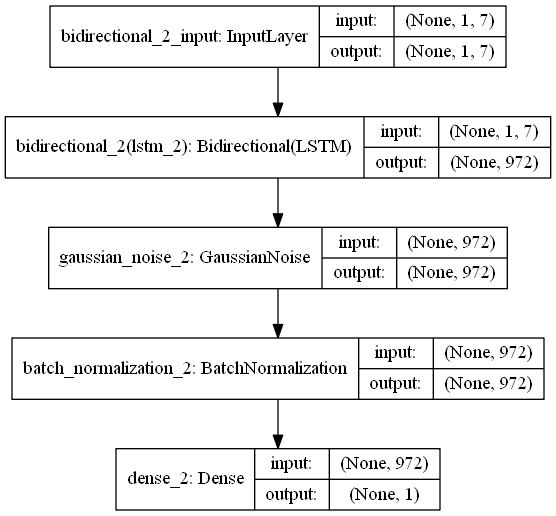 bidirectional_2_input: InputLayer
input: (None, 1, 7)
output: (None, 1, 7)
bidirectional_2(lstm_2): Bidirectional(LSTM)
input: (None, 1, 7)
output: (None, 972)
gaussian_noise_2: GaussianNoise
input: (None, 972)
output: (None, 972)
batch_normalization_2: BatchNormalization
input: (None, 972)
output: (None, 972)
dense_2: Dense
input: (None, 972)
output: (None, 1)